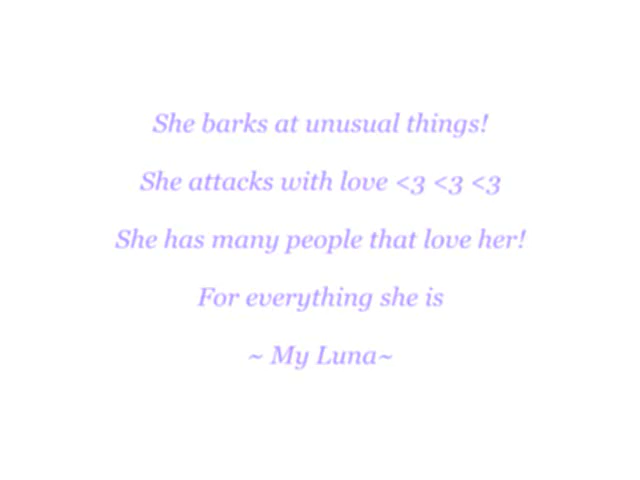 She barks at unusual things!
She attacks with love <3 <3 <3
She has many people that love her!
For everything she is
~ My Luna~